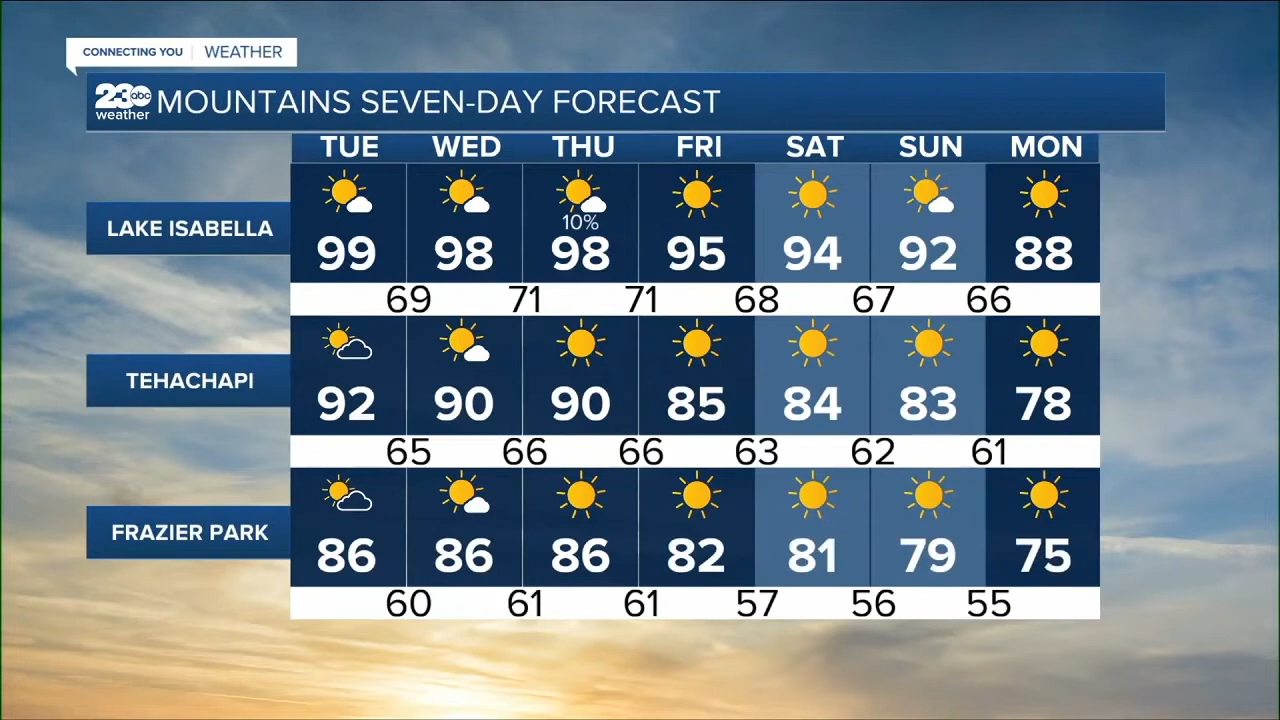 CONNECTING YOU | WEATHER
23 abc
weather
MOUNTAINS SEVEN-DAY FORECAST
TUE WED THU FRI SAT SUN MON
10%
LAKE ISABELLA
99 98 98 95 94 92 88
69 71 71 68 67 66
TEHACHAPI
92 90 90 85 84 83 78
65 66 66 63 62 61
FRAZIER PARK
86 86 86 82 81 79 75
60 61 61 57 56 55